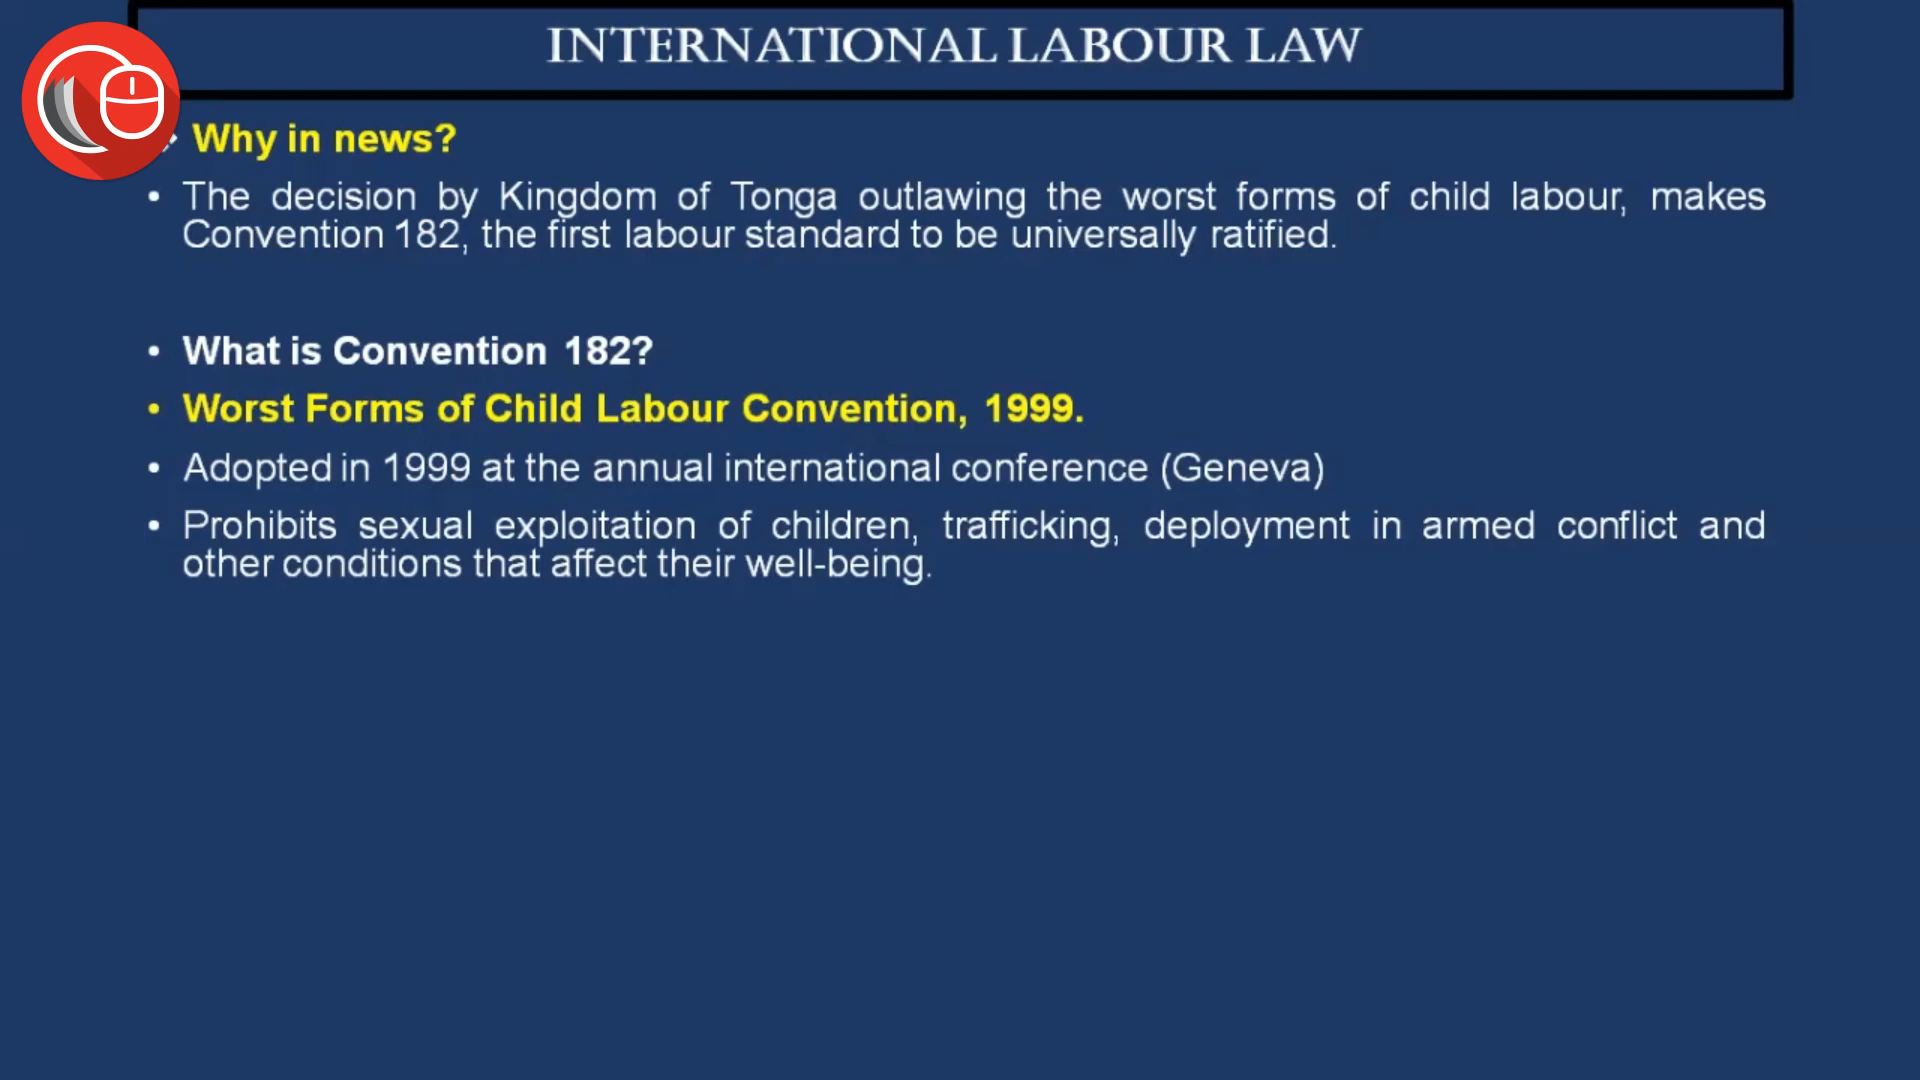 INTERNATIONAL LABOUR LAW
Why in news?
• The decision by Kingdom of Tonga outlawing the worst forms of child labour, makes
Convention 182, the first labour standard to be universally ratified.
• What is Convention 182?
• Worst Forms of Child Labour Convention, 1999.
• Adopted in 1999 at the annual international conference (Geneva)
• Prohibits sexual exploitation of children, trafficking, deployment in armed conflict and
other conditions that affect their well-being.